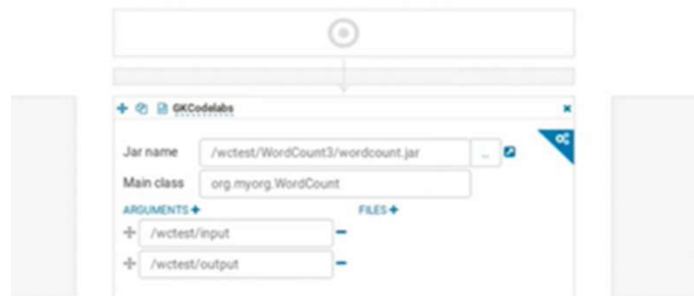 GKCodelabs
Jar name /wctest/WordCount3/wordcount.jar ..
Main class org.myorg.WordCount
ARGUMENTS + FILES +
/wctest/input
/wctest/output